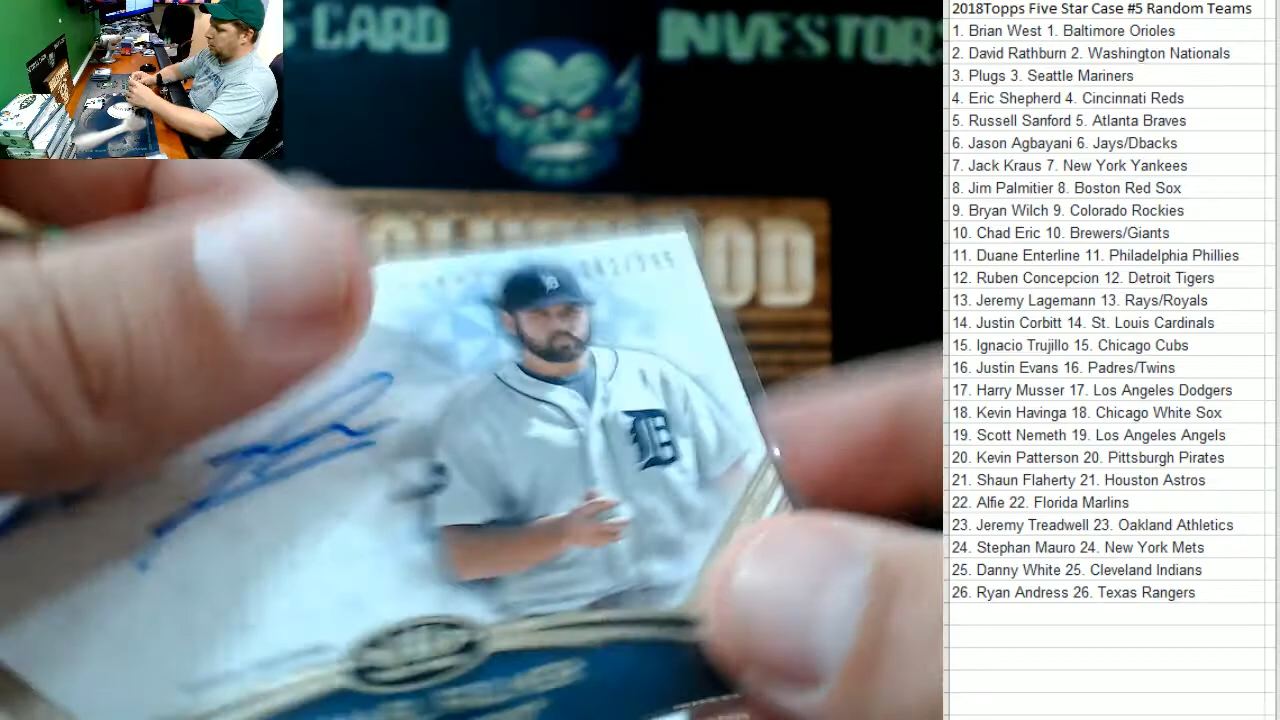 CARD INVESTOR
2018Topps Five Star Case #5 Random Teams
1. Brian West 1. Baltimore Orioles
2. David Rathburn 2. Washington Nationals
3. Plugs 3. Seattle Mariners
4. Eric Shepherd 4. Cincinnati Reds
5. Russell Sanford 5. Atlanta Braves
6. Jason Agbayani 6. Jays/Dbacks
7. Jack Kraus 7. New York Yankees
8. Jim Palmitier 8. Boston Red Sox
9. Bryan Wilch 9. Colorado Rockies
10. Chad Eric 10. Brewers/Giants
11. Duane Enterline 11. Philadelphia Phillies
12. Ruben Concepcion 12. Detroit Tigers
13. Jeremy Lagemann 13. Rays/Royals
14. Justin Corbitt 14. St. Louis Cardinals
15. Ignacio Trujillo 15. Chicago Cubs
16. Justin Evans 16. Padres/Twins
17. Harry Musser 17. Los Angeles Dodgers
18. Kevin Havinga 18. Chicago White Sox
19. Scott Nemeth 19. Los Angeles Angels
20. Kevin Patterson 20. Pittsburgh Pirates
21. Shaun Flaherty 21. Houston Astros
22. Alfie 22. Florida Marlins
23. Jeremy Treadwell 23. Oakland Athletics
24. Stephan Mauro 24. New York Mets
25. Danny White 25. Cleveland Indians
26. Ryan Andress 26. Texas Rangers